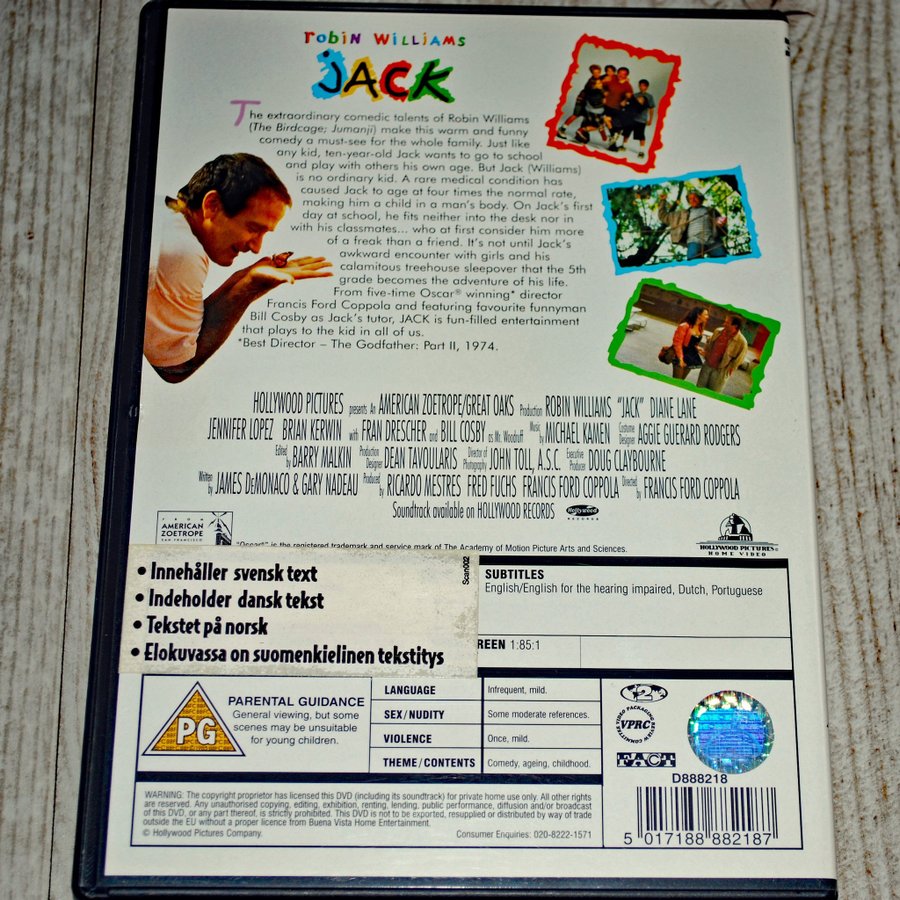 ROBIN WILLIAMS
JACK
The extraordinary comedic talents of Robin Williams
(The Birdcage; Jumanji) make this warm and funny
comedy a must-see for the whole family. Just like
any kid, ten-year-old Jack wants to go to school
and play with others his own age. But Jack (Williams)
is no ordinary kid. A rare medical condition has
caused Jack to age at four times the normal rate,
making him a child in a man's body. On Jack's first
day at school, he fits neither into the desk nor in
with his classmates... who at first consider him more
of a freak than a friend. It's not until Jack's
awkward encounter with girls and his
calamitous treehouse sleepover that the 5th
grade becomes the adventure of his life.
From five-time Oscar® winning* director
Francis Ford Coppola and featuring favourite funnyman
Bill Cosby as Jack's tutor, JACK is fun-filled entertainment
that plays to the kid in all of us.
*Best Director – The Godfather: Part II, 1974.
HOLLYWOOD PICTURES presents An AMERICAN ZOETROPE/GREAT OAKS Production ROBIN WILLIAMS "JACK" DIANE LANE
JENNIFER LOPEZ BRIAN KERWIN with FRAN DRESCHER and BILL COSBY as Mr. Woodruff Music by MICHAEL KAMEN Costume Designer AGGIE GUERARD RODGERS
Edited by BARRY MALKIN Production Designer DEAN TAVOULARIS Director of Photography JOHN TOLL, A.S.C. Executive Producer DOUG CLAYBOURNE
Written by JAMES DeMONACO & GARY NADEAU Produced by RICARDO MESTRES FRED FUCHS FRANCIS FORD COPPOLA Directed by FRANCIS FORD COPPOLA
Soundtrack available on HOLLYWOOD RECORDS
Hollywood RECORDS
FROM
AMERICAN
ZOETROPE
SAN FRANCISCO
HOLLYWOOD PICTURES
HOME VIDEO
"Oscar®" is the registered trademark and service mark of The Academy of Motion Picture Arts and Sciences.
• Innehåller svensk text
• Indeholder dansk tekst
• Tekstet på norsk
• Elokuvassa on suomenkielinen tekstitys
Scan002
SUBTITLES
English/English for the hearing impaired, Dutch, Portuguese
REEN 1:85:1
PG
PARENTAL GUIDANCE
General viewing, but some
scenes may be unsuitable
for young children.
LANGUAGE Infrequent, mild.
SEX/NUDITY Some moderate references.
VIOLENCE Once, mild.
THEME/CONTENTS Comedy, ageing, childhood.
2
VIDEO PACKAGING REVIEW COMMITTEE
VPRC
FACT
D888218
5 017188 882187
WARNING: The copyright proprietor has licensed this DVD (including its soundtrack) for private home use only. All other rights
are reserved. Any unauthorised copying, editing, exhibition, renting, lending, public performance, diffusion and/or broadcast
of this DVD, or any part thereof, is strictly prohibited. This DVD is not to be exported, resupplied or distributed by way of trade
outside the EU without a proper licence from Buena Vista Home Entertainment.
© Hollywood Pictures Company.
Consumer Enquiries: 020-8222-1571